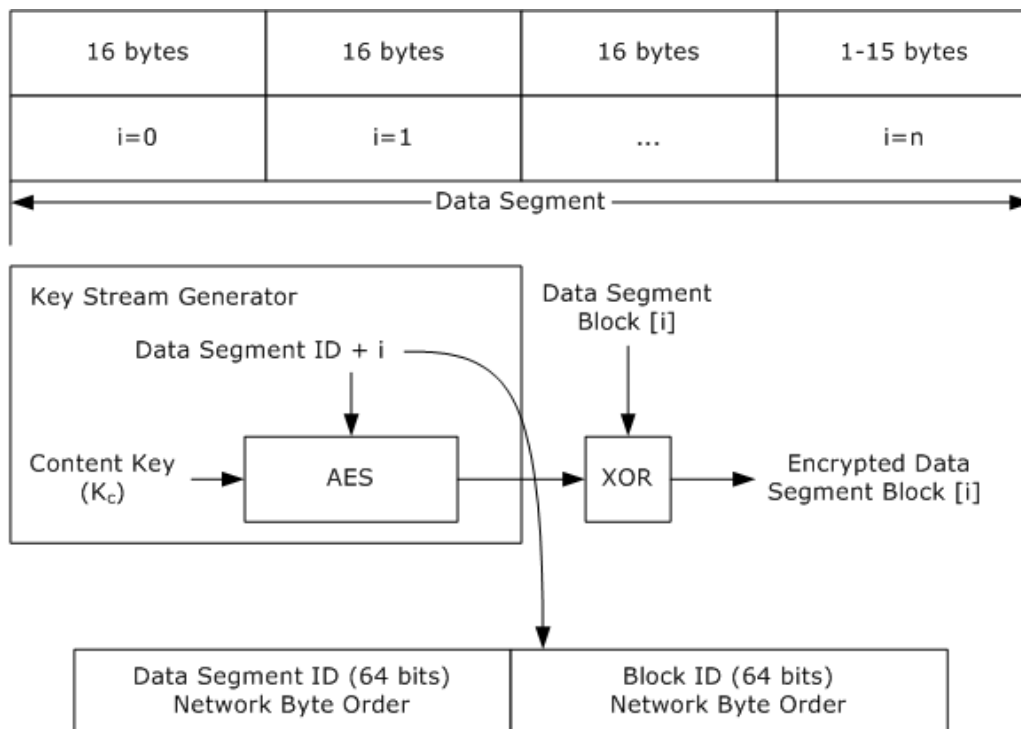 16 bytes 16 bytes 16 bytes 1-15 bytes
i=0 i=1 ... i=n
Data Segment
Key Stream Generator
Data Segment ID + i
Data Segment
Block [i]
Content Key
(Kc)
AES
XOR
Encrypted Data
Segment Block [i]
Data Segment ID (64 bits)
Network Byte Order
Block ID (64 bits)
Network Byte Order